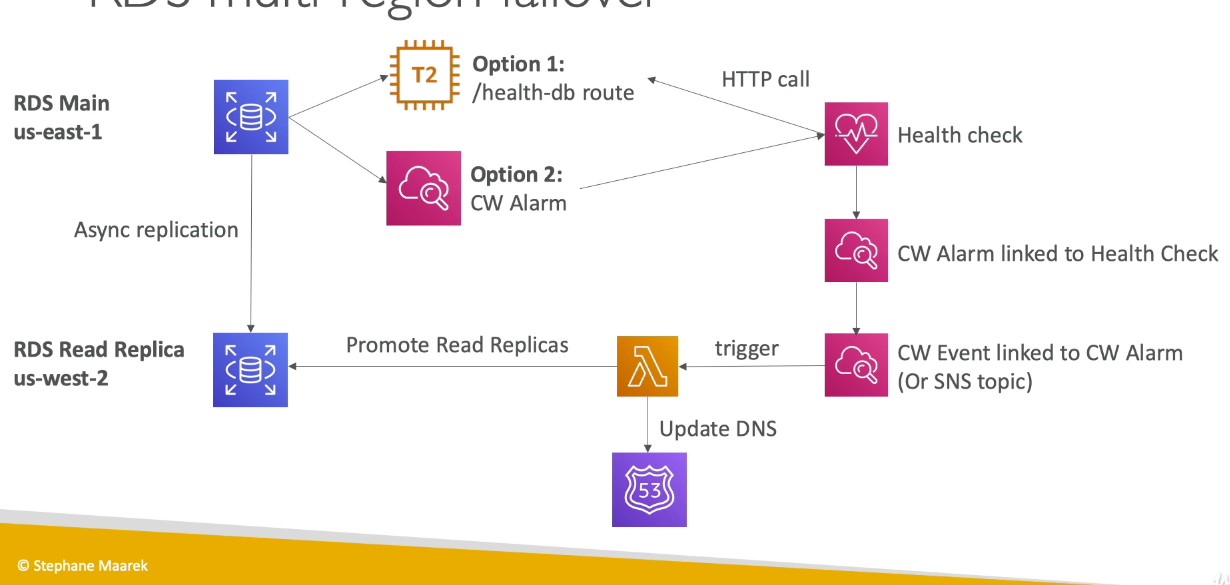 RDS multi-region failover
RDS Main
us-east-1
T2
Option 1:
/health-db route
HTTP call
Health check
Option 2:
CW Alarm
Async replication
CW Alarm linked to Health Check
RDS Read Replica
us-west-2
Promote Read Replicas
trigger
CW Event linked to CW Alarm
(Or SNS topic)
Update DNS
53
© Stephane Maarek